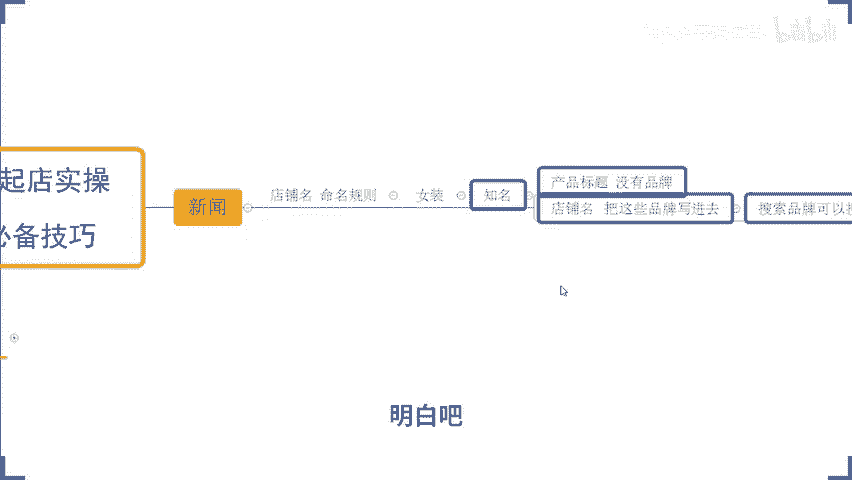 bilibili
起店实操
必备技巧
新闻
店铺名 命名规则
女装
知名
产品标题 没有品牌
店铺名 把这些品牌写进去
搜索品牌可以
明白吧